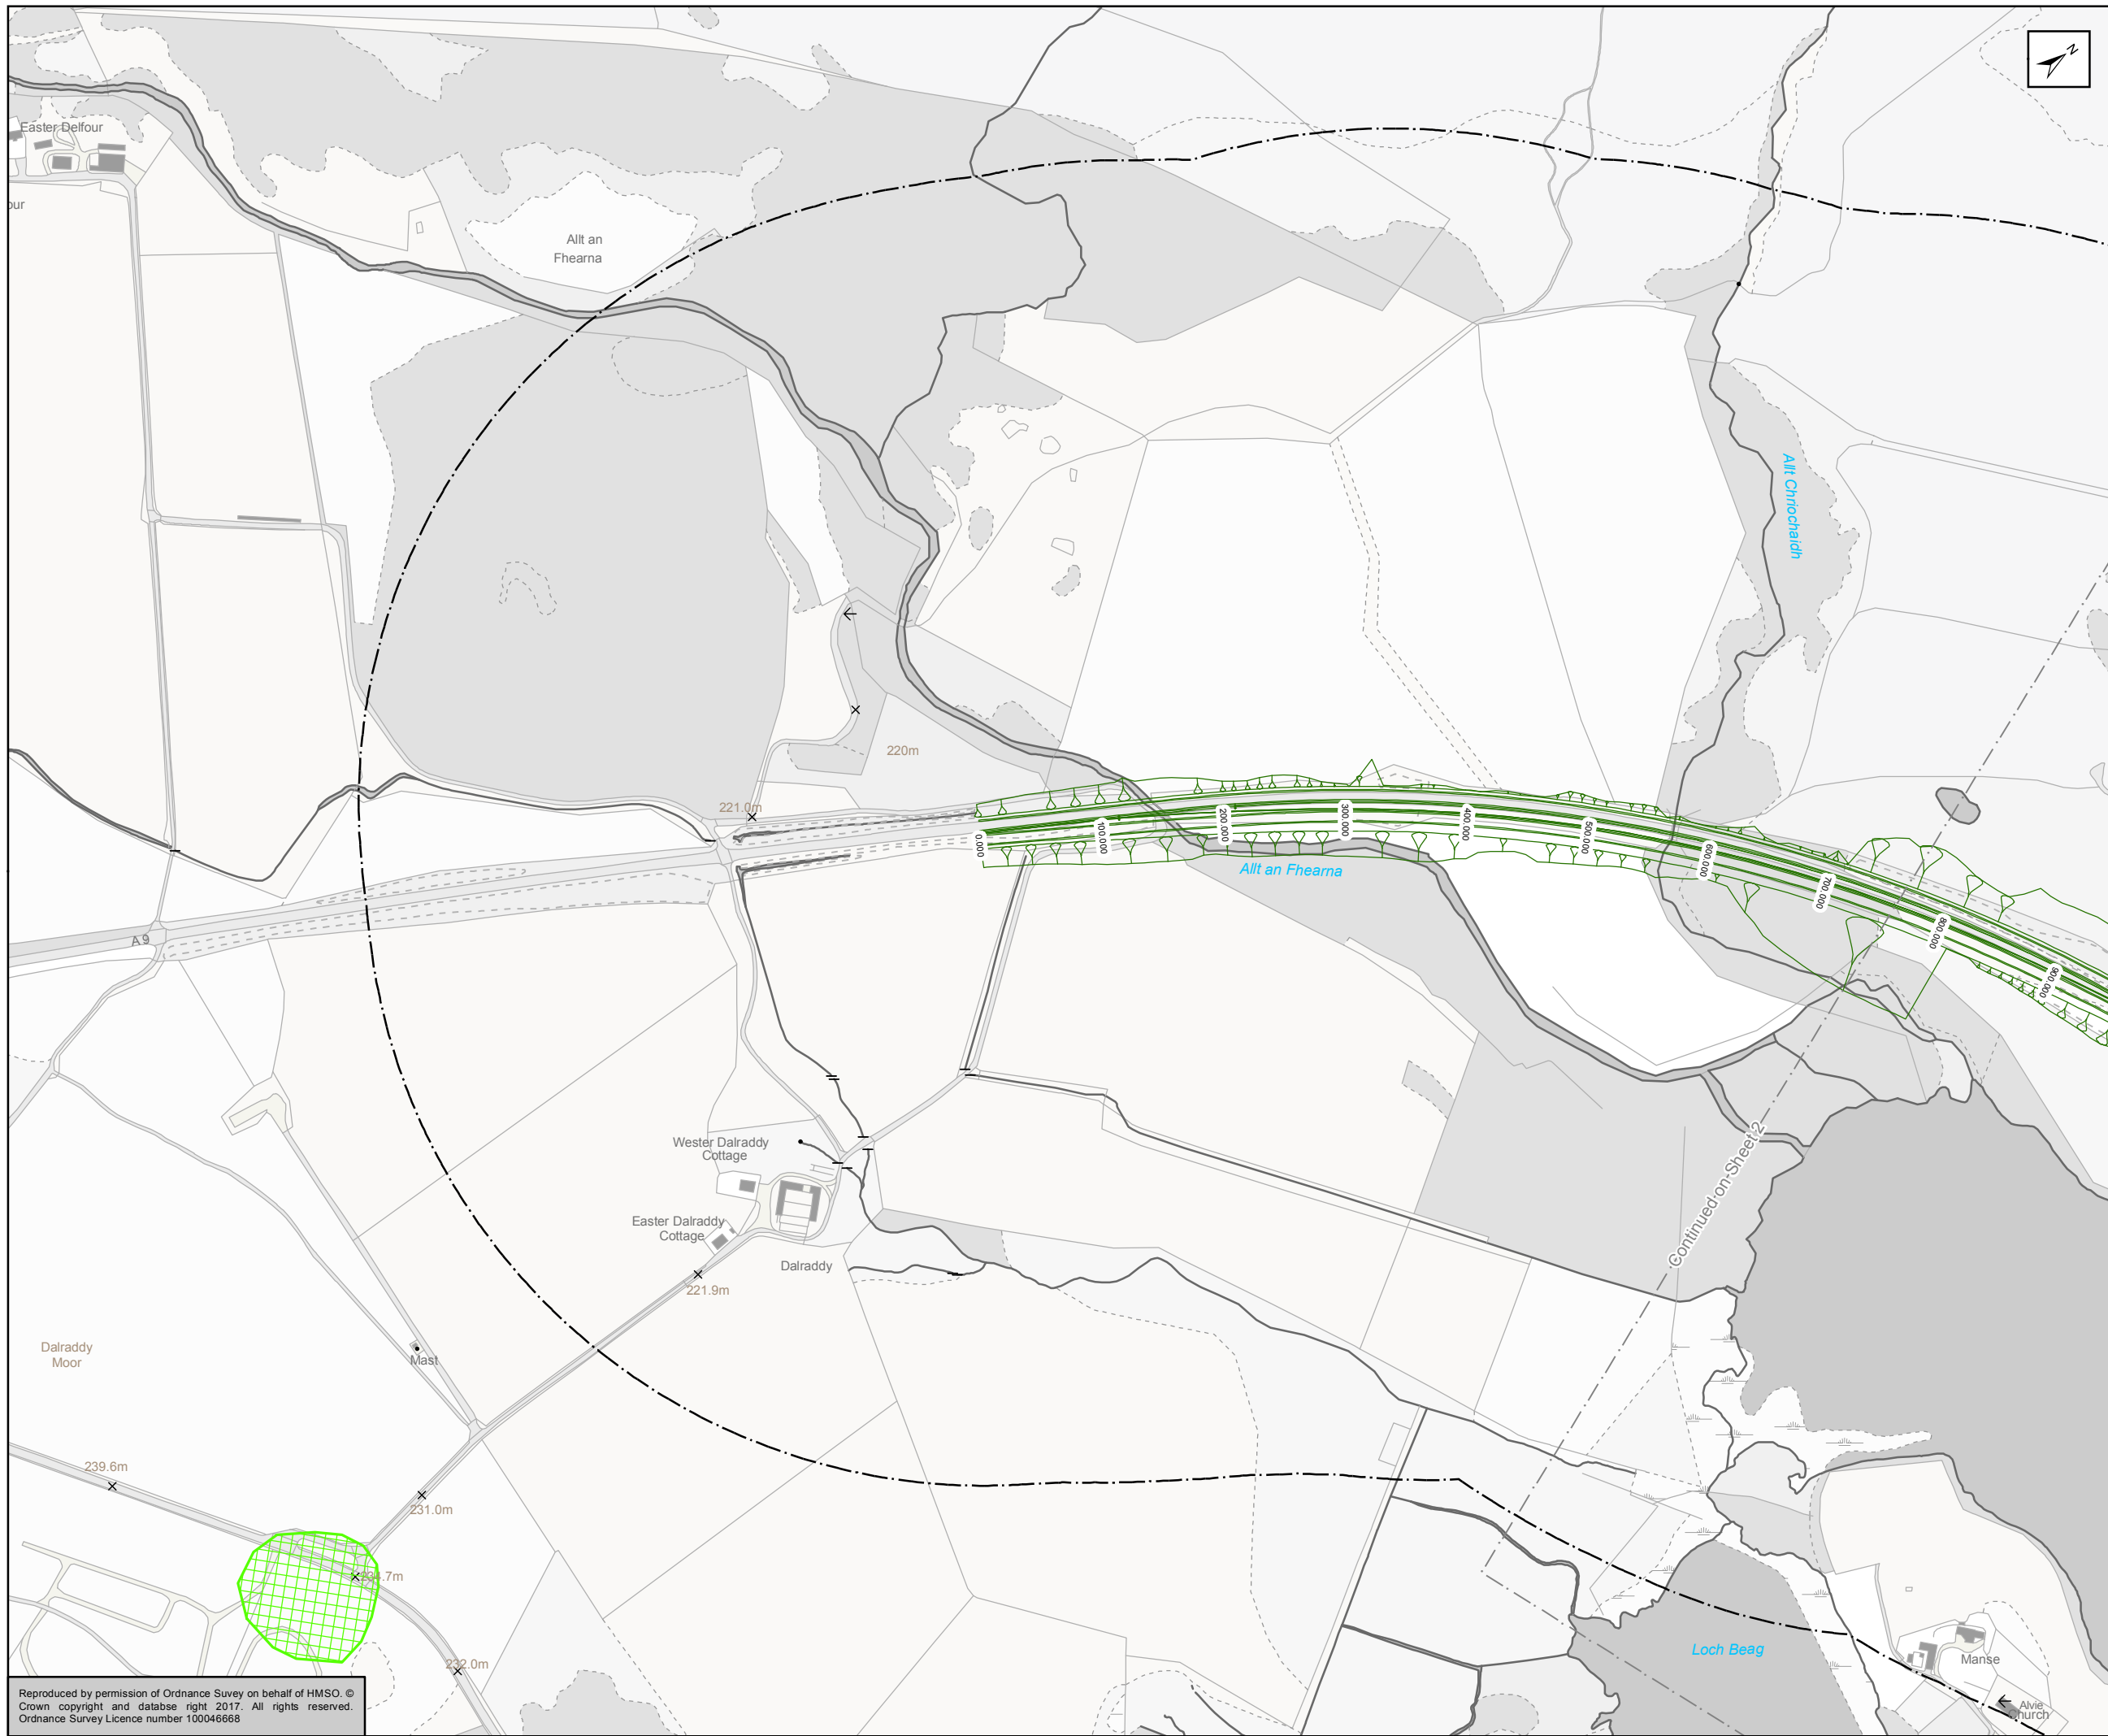 N
Easter Delfour
our
Allt an
Fhearna
Allt Chriochaidh
220m
221.0m
0.000
100.000
200.000
300.000
400.000
500.000
600.000
700.000
800.000
900.000
Allt an Fhearna
A 9
Wester Dalraddy
Cottage
Easter Dalraddy
Cottage
Dalraddy
221.9m
Continued on Sheet 2
Dalraddy
Moor
Mast
239.6m
231.0m
234.7m
232.0m
Loch Beag
Manse
Alvie
Church
Reproduced by permission of Ordnance Suvey on behalf of HMSO. ©
Crown copyright and databse right 2017. All rights reserved.
Ordnance Survey Licence number 100046668